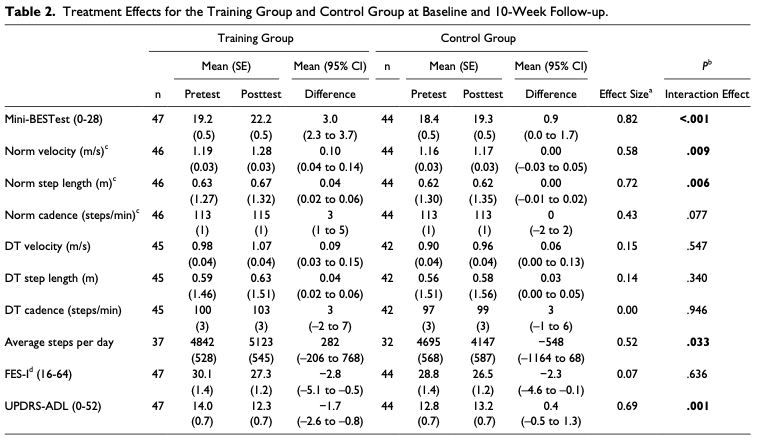 Table 2. Treatment Effects for the Training Group and Control Group at Baseline and 10-Week Follow-up.
Training Group Control Group
Mean (SE) Mean (95% CI) n Mean (SE) Mean (95% CI) Pb
n Pretest Posttest Difference Pretest Posttest Difference Effect Sizea Interaction Effect
Mini-BESTest (0-28) 47 19.2 22.2 3.0 44 18.4 19.3 0.9 0.82 <.001
(0.5) (0.5) (2.3 to 3.7) (0.5) (0.5) (0.0 to 1.7)
Norm velocity (m/s)c 46 1.19 1.28 0.10 44 1.16 1.17 0.00 0.58 .009
(0.03) (0.03) (0.04 to 0.14) (0.03) (0.03) (−0.03 to 0.05)
Norm step length (m)c 46 0.63 0.67 0.04 44 0.62 0.62 0.00 0.72 .006
(1.27) (1.32) (0.02 to 0.06) (1.30) (1.35) (−0.01 to 0.02)
Norm cadence (steps/min)c 46 113 115 3 44 113 113 0 0.43 .077
(1) (1) (1 to 5) (1) (1) (−2 to 2)
DT velocity (m/s) 45 0.98 1.07 0.09 42 0.90 0.96 0.06 0.15 .547
(0.04) (0.04) (0.03 to 0.15) (0.04) (0.04) (0.00 to 0.13)
DT step length (m) 45 0.59 0.63 0.04 42 0.56 0.58 0.03 0.14 .340
(1.46) (1.51) (0.02 to 0.06) (1.51) (1.56) (0.00 to 0.05)
DT cadence (steps/min) 45 100 103 3 42 97 99 3 0.00 .946
(3) (3) (−2 to 7) (3) (3) (−1 to 6)
Average steps per day 37 4842 5123 282 32 4695 4147 −548 0.52 .033
(528) (545) (−206 to 768) (568) (587) (−1164 to 68)
FES-Id (16-64) 47 30.1 27.3 −2.8 44 28.8 26.5 −2.3 0.07 .636
(1.4) (1.2) (−5.1 to −0.5) (1.4) (1.2) (−4.6 to −0.1)
UPDRS-ADL (0-52) 47 14.0 12.3 −1.7 44 12.8 13.2 0.4 0.69 .001
(0.7) (0.7) (−2.6 to −0.8) (0.7) (0.7) (−0.5 to 1.3)